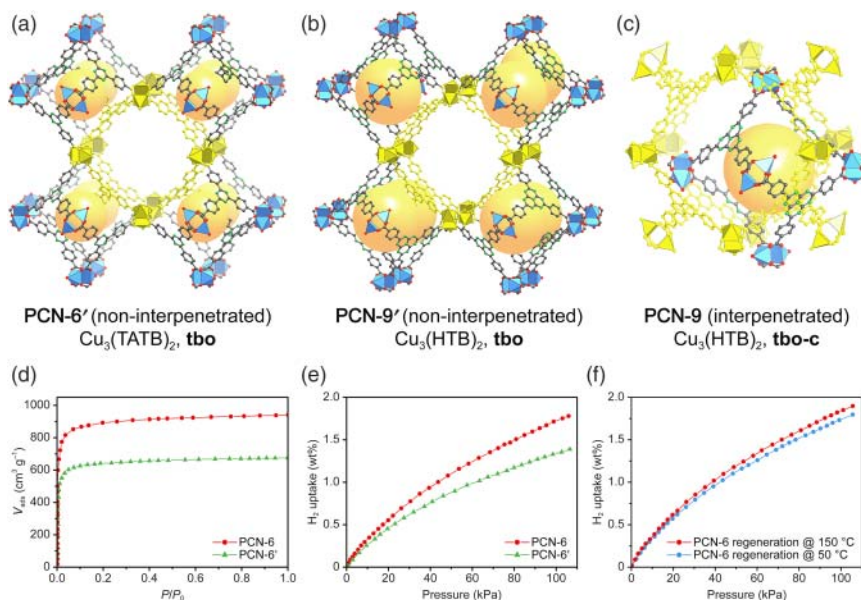 (a)
(b)
(c)
PCN-6′ (non-interpenetrated)
Cu₃(TATB)₂, tbo
PCN-9′ (non-interpenetrated)
Cu₃(HTB)₂, tbo
PCN-9 (interpenetrated)
Cu₃(HTB)₂, tbo-c
(d)
1000
800
600
400
200
0
0.0 0.2 0.4 0.6 0.8 1.0
V_ads (cm³ g⁻¹)
P/P₀
PCN-6
PCN-6'
(e)
2.0
1.5
1.0
0.5
0.0
0 20 40 60 80 100
H₂ uptake (wt%)
Pressure (kPa)
PCN-6
PCN-6'
(f)
2.0
1.5
1.0
0.5
0.0
0 20 40 60 80 100
H₂ uptake (wt%)
Pressure (kPa)
PCN-6 regeneration @ 150 °C
PCN-6 regeneration @ 50 °C